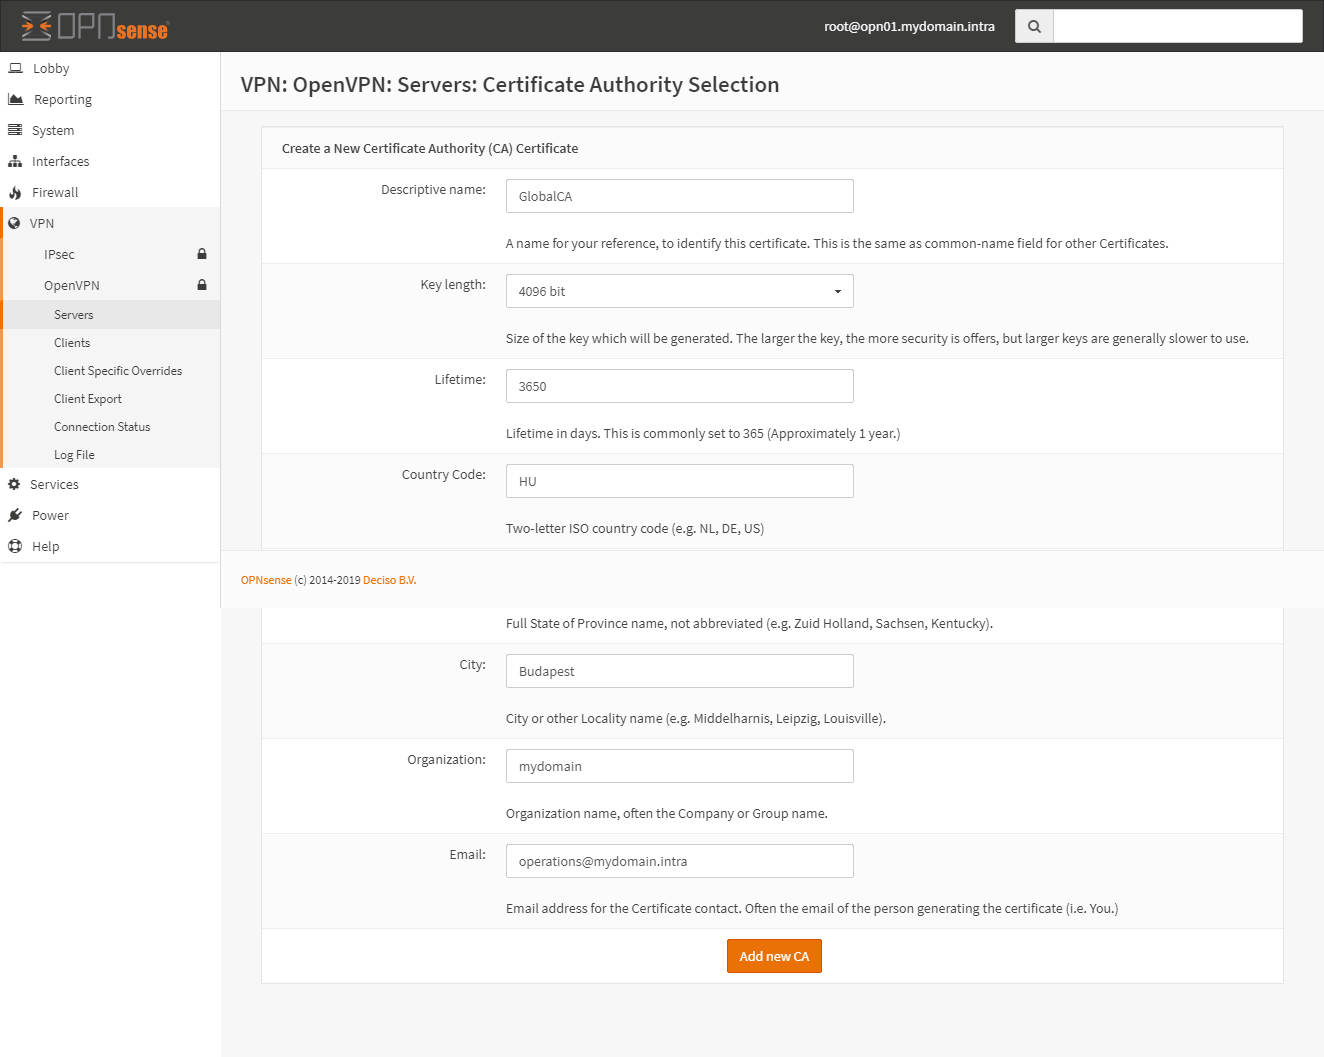 OPNsense
root@opn01.mydomain.intra
Lobby
Reporting
System
Interfaces
Firewall
VPN
IPsec
OpenVPN
Servers
Clients
Client Specific Overrides
Client Export
Connection Status
Log File
Services
Power
Help
VPN: OpenVPN: Servers: Certificate Authority Selection
Create a New Certificate Authority (CA) Certificate
Descriptive name:
GlobalCA
A name for your reference, to identify this certificate. This is the same as common-name field for other Certificates.
Key length:
4096 bit
Size of the key which will be generated. The larger the key, the more security is offers, but larger keys are generally slower to use.
Lifetime:
3650
Lifetime in days. This is commonly set to 365 (Approximately 1 year.)
Country Code:
HU
Two-letter ISO country code (e.g. NL, DE, US)
OPNsense (c) 2014-2019 Deciso B.V.
Full State of Province name, not abbreviated (e.g. Zuid Holland, Sachsen, Kentucky).
City:
Budapest
City or other Locality name (e.g. Middelharnis, Leipzig, Louisville).
Organization:
mydomain
Organization name, often the Company or Group name.
Email:
operations@mydomain.intra
Email address for the Certificate contact. Often the email of the person generating the certificate (i.e. You.)
Add new CA